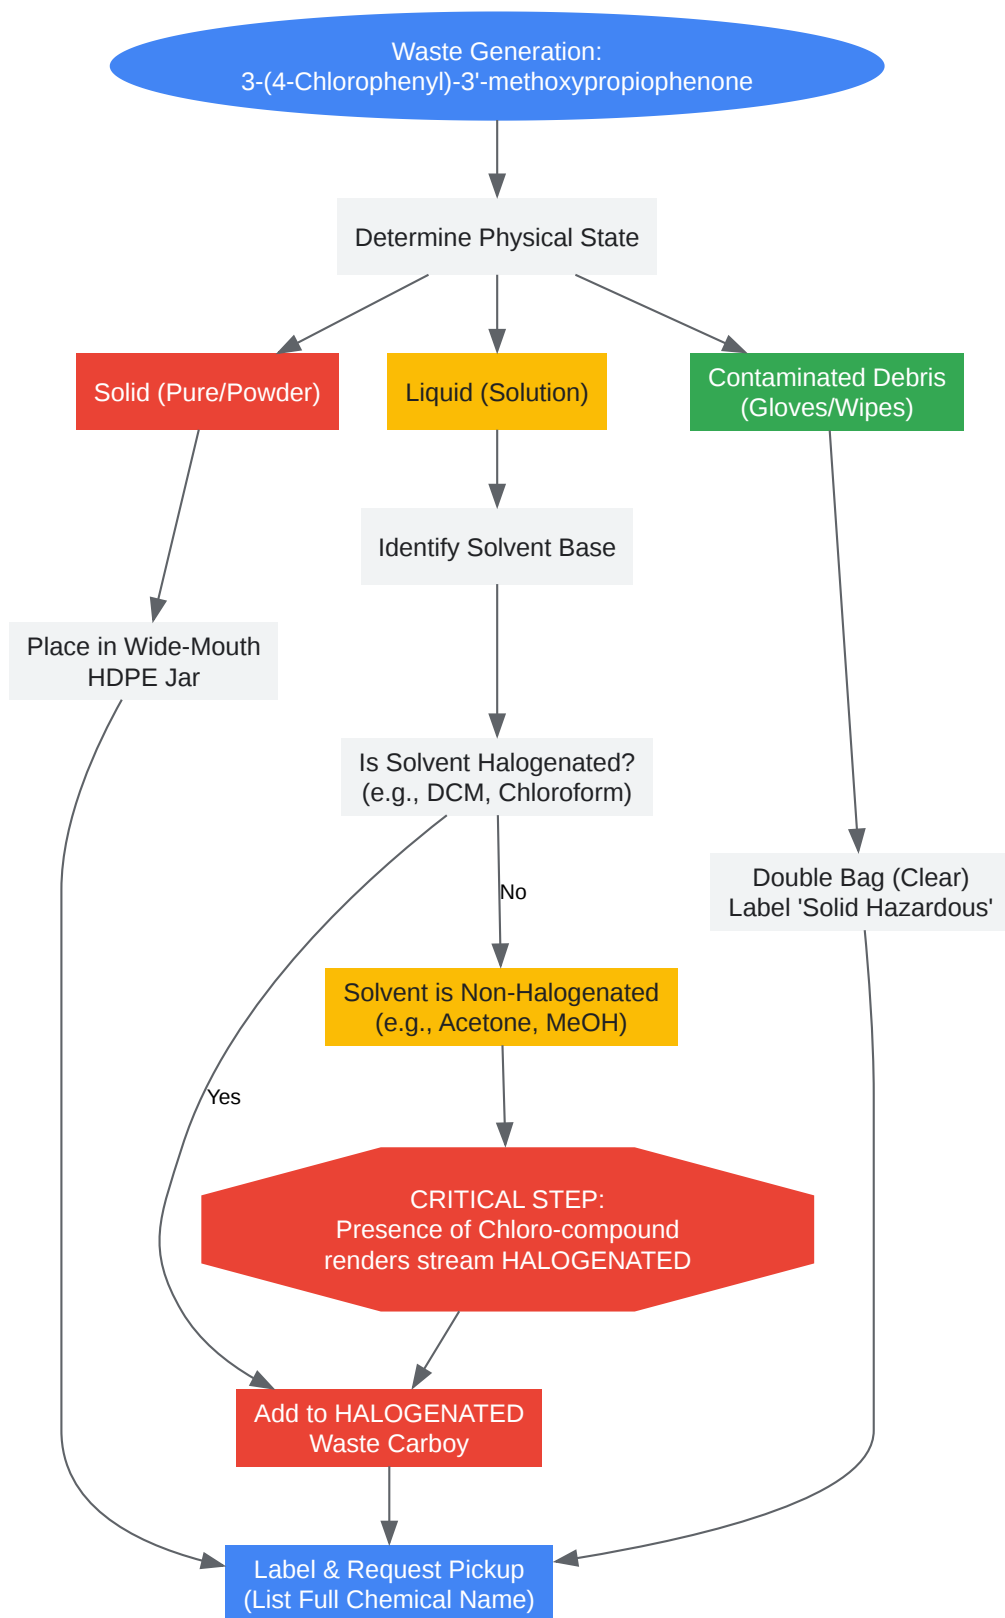 Waste Generation:
3-(4-Chlorophenyl)-3'-methoxypropiophenone
Determine Physical State
Solid (Pure/Powder)
Liquid (Solution)
Contaminated Debris
(Gloves/Wipes)
Identify Solvent Base
Place in Wide-Mouth
HDPE Jar
Is Solvent Halogenated?
(e.g., DCM, Chloroform)
Double Bag (Clear)
Label 'Solid Hazardous'
No
Solvent is Non-Halogenated
(e.g., Acetone, MeOH)
Yes
CRITICAL STEP:
Presence of Chloro-compound
renders stream HALOGENATED
Add to HALOGENATED
Waste Carboy
Label & Request Pickup
(List Full Chemical Name)